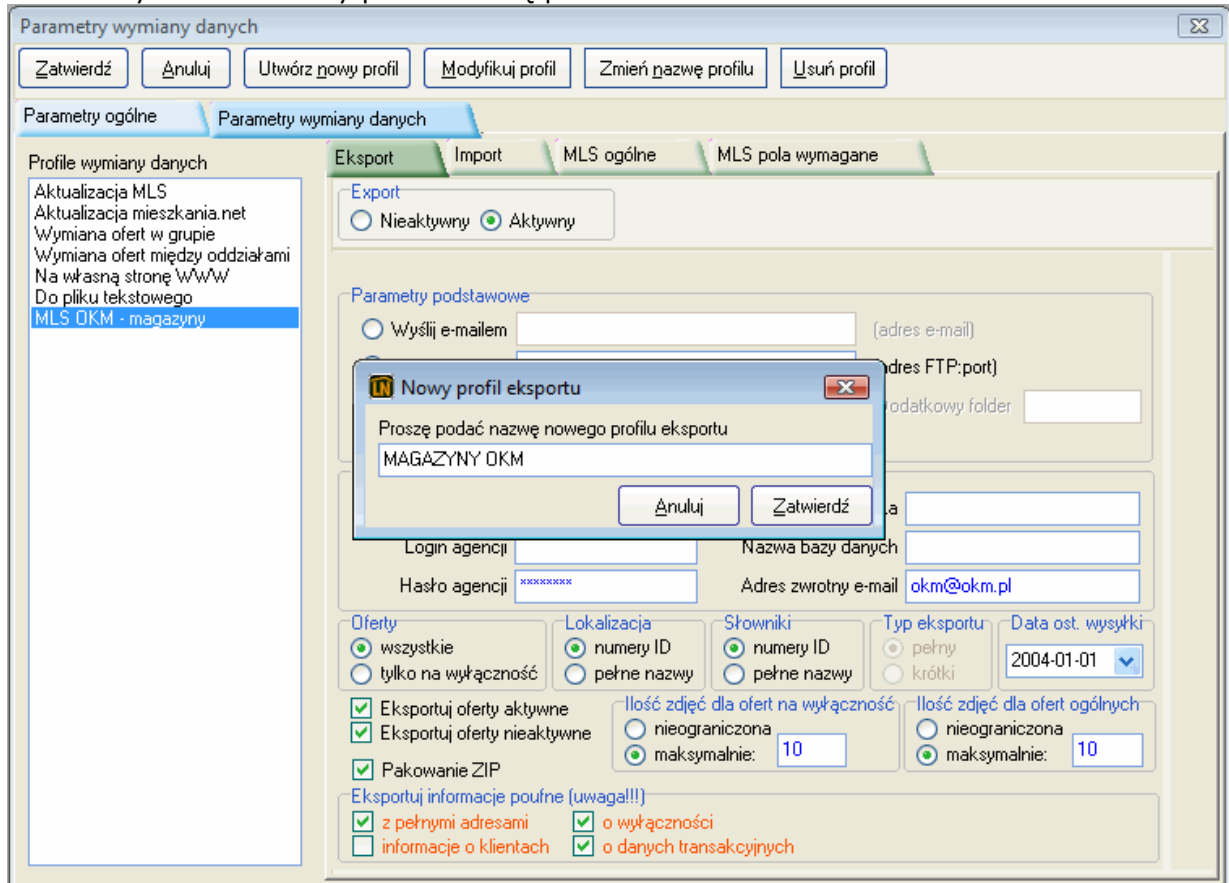 Parametry wymiany danych
Zatwierdź Anuluj Utwórz nowy profil Modyfikuj profil Zmień nazwę profilu Usuń profil
Parametry ogólne Parametry wymiany danych
Profile wymiany danych
Aktualizacja MLS
Aktualizacja mieszkania.net
Wymiana ofert w grupie
Wymiana ofert między oddziałami
Na własną stronę WWW
Do pliku tekstowego
MLS OKM - magazyny
Eksport Import MLS ogólne MLS pola wymagane
Export
Nieaktywny Aktywny
Parametry podstawowe
Wyślij e-mailem (adres e-mail)
FTP:port)
folder
Nowy profil eksportu
Proszę podać nazwę nowego profilu eksportu
MAGAZYNY OKM
Anuluj Zatwierdź
Login agencji Nazwa bazy danych
Hasło agencji ******** Adres zwrotny e-mail okm@okm.pl
Oferty Lokalizacja Słowniki Typ eksportu Data ost. wysyłki
wszystkie numery ID numery ID pełny 2004-01-01
tylko na wyłączność pełne nazwy pełne nazwy krótki
Eksportuj oferty aktywne Ilość zdjęć dla ofert na wyłączność Ilość zdjęć dla ofert ogólnych
Eksportuj oferty nieaktywne nieograniczona nieograniczona
maksymalnie: 10 maksymalnie: 10
Pakowanie ZIP
Eksportuj informacje poufne (uwaga!!!)
z pełnymi adresami o wyłączności
informacje o klientach o danych transakcyjnych